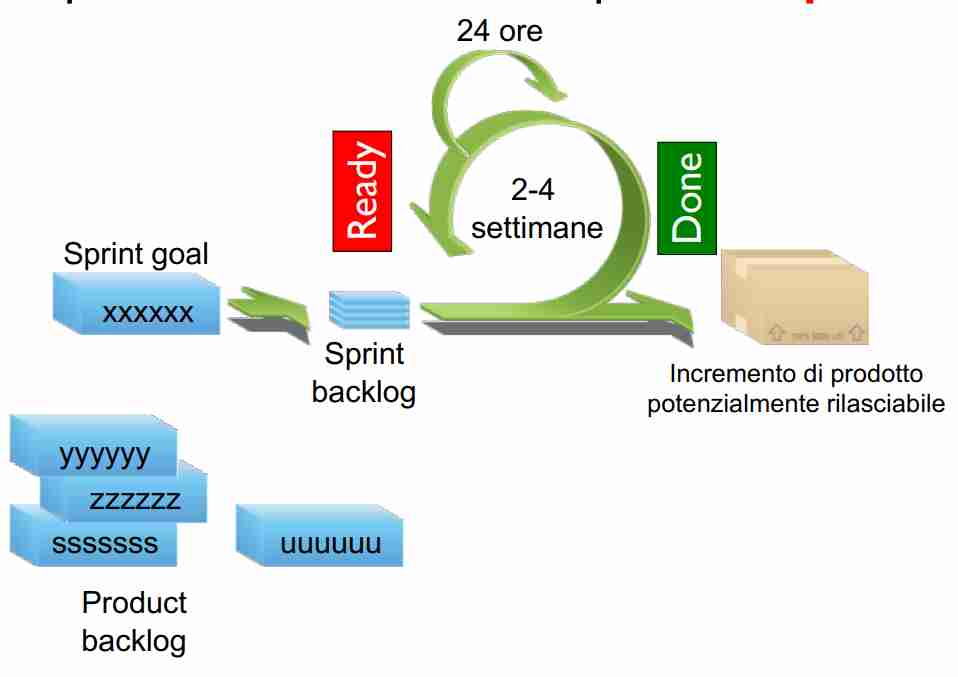 24 ore
Ready
2-4
settimane
Done
Sprint goal
xxxxxx
Sprint
backlog
Incremento di prodotto
potenzialmente rilasciabile
yyyyyy
zzzzzz
sssssss
uuuuuu
Product
backlog